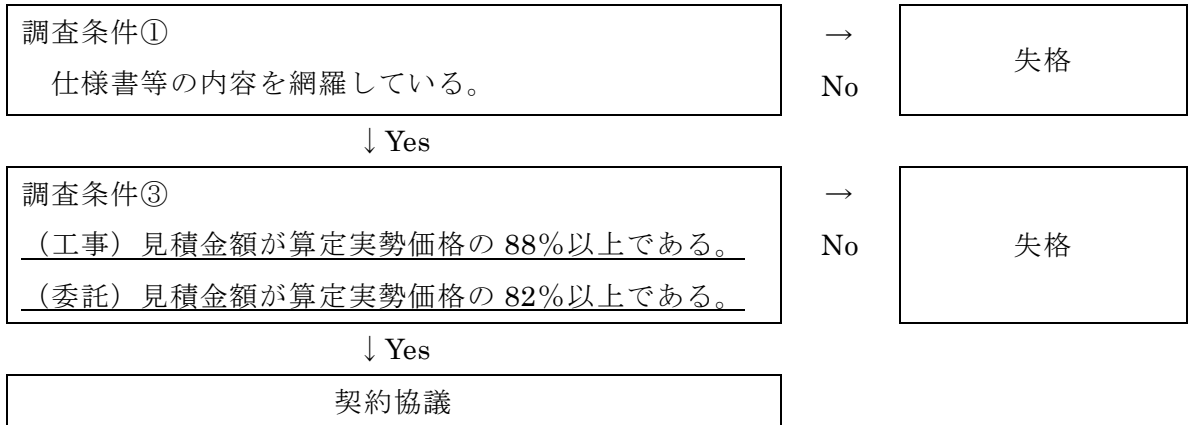 調査条件①
→
仕様書等の内容を網羅している。
No
失格
↓ Yes
調査条件③
→
（工事）見積金額が算定実勢価格の 88％以上である。
No
失格
（委託）見積金額が算定実勢価格の 82％以上である。
↓ Yes
契約協議